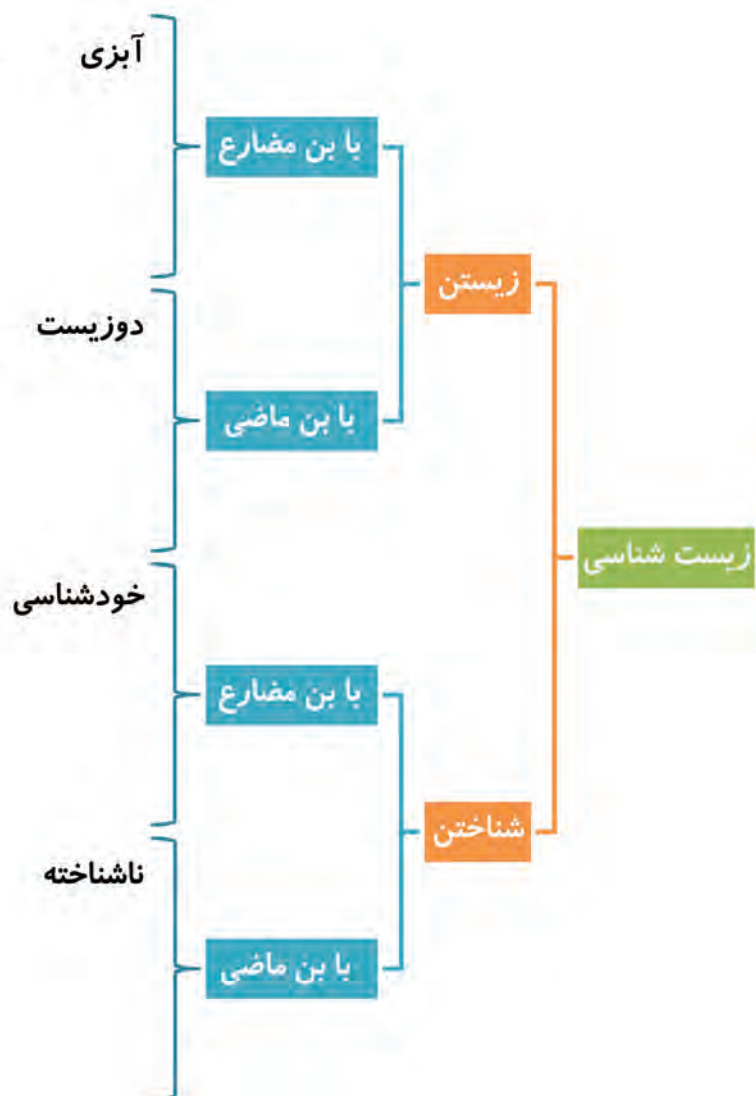 زیست شناسی
زیستن
با بن مضارع
آبزی
با بن ماضی
دوزیست
شناختن
با بن مضارع
خودشناسی
با بن ماضی
ناشناخته